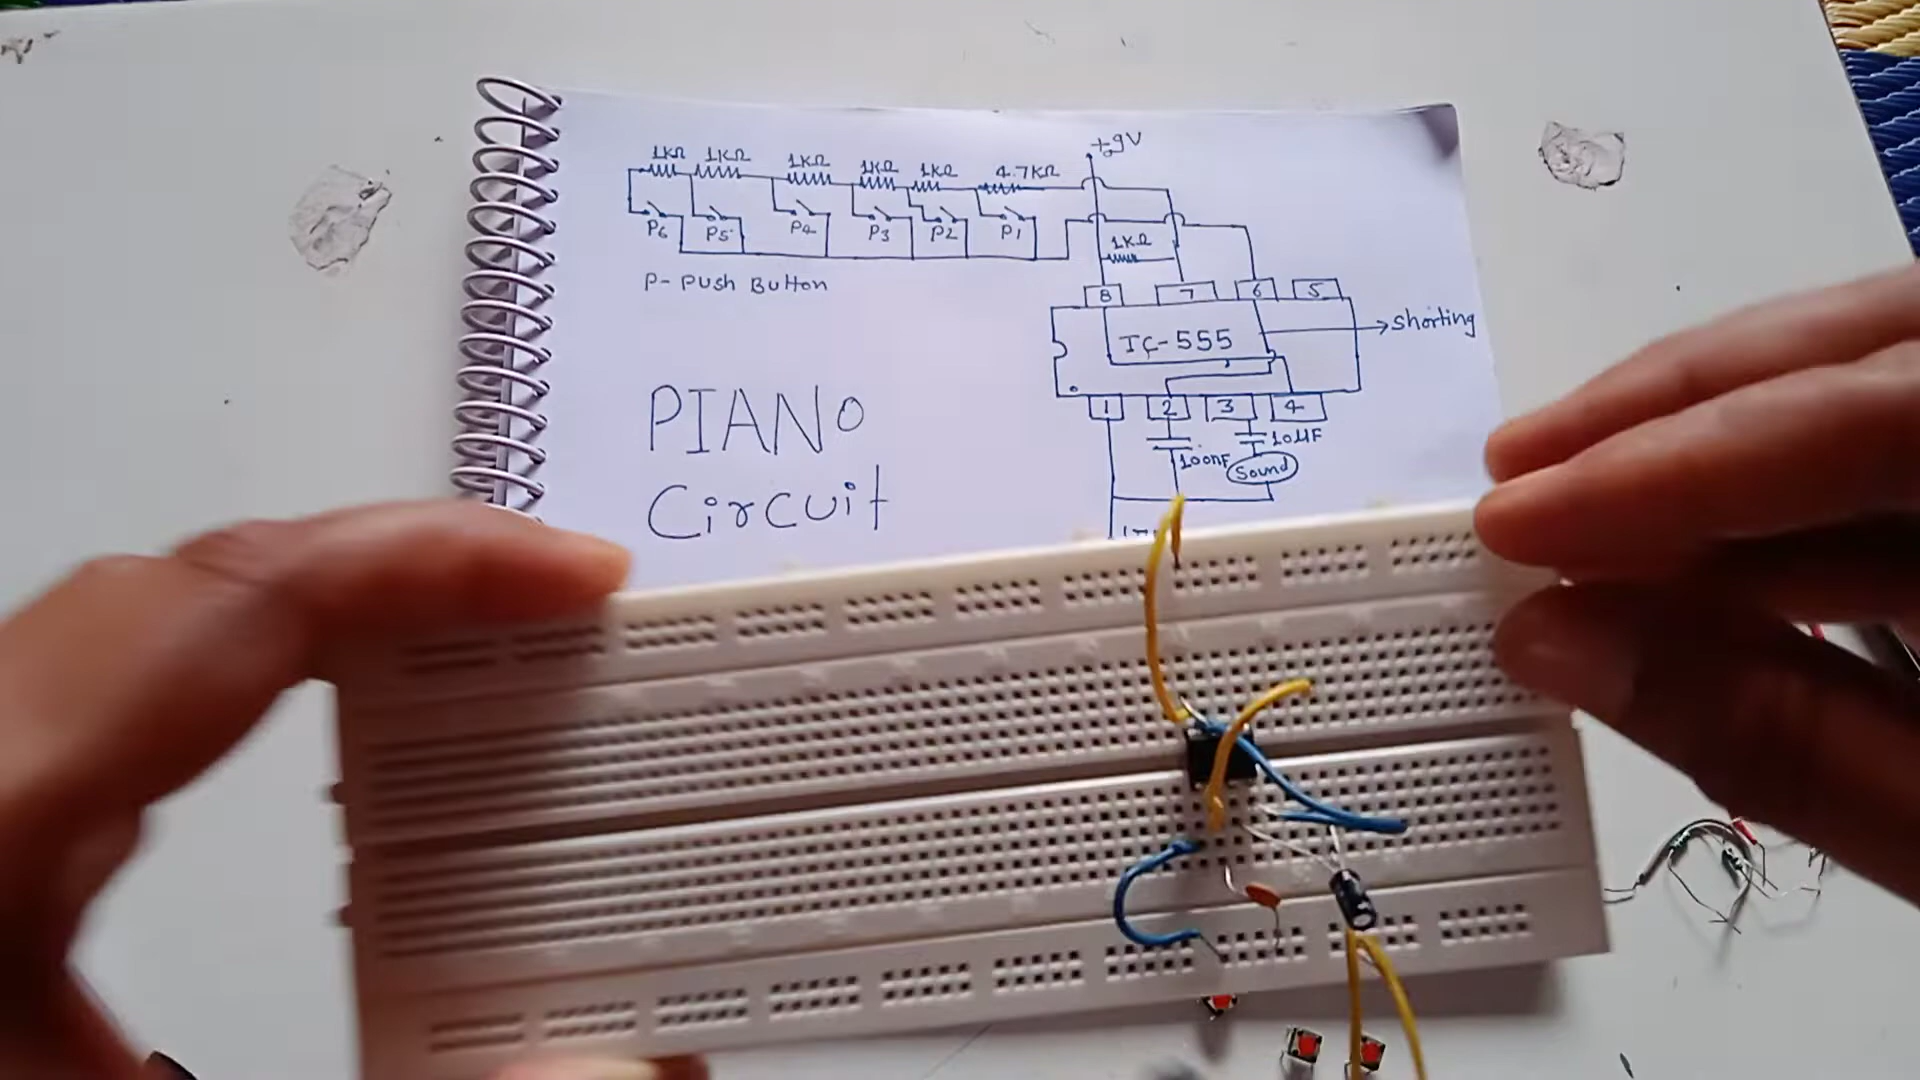 +9V
1KΩ 1KΩ 1KΩ 1KΩ 1KΩ 4.7KΩ
P6 P5 P4 P3 P2 P1
1KΩ
P- Push Button
8 7 6 5
IC-555
Shorting
1 2 3 4
100nF
10µF
Sound
PIANo
Circuit